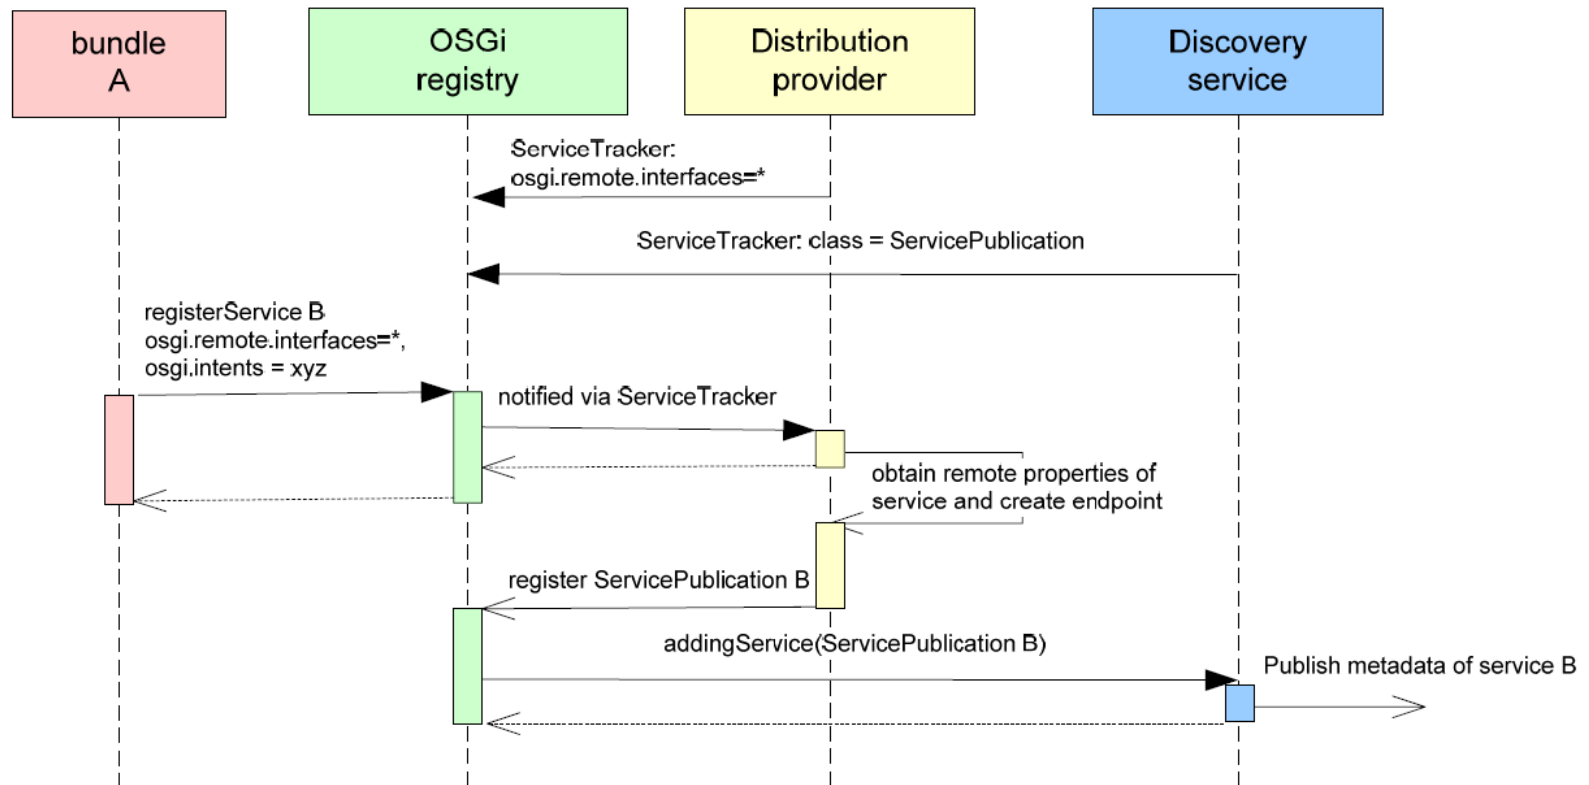 bundle
A
OSGi
registry
Distribution
provider
Discovery
service
ServiceTracker:
osgi.remote.interfaces=*
ServiceTracker: class = ServicePublication
registerService B
osgi.remote.interfaces=*,
osgi.intents = xyz
notified via ServiceTracker
obtain remote properties of
service and create endpoint
register ServicePublication B
addingService(ServicePublication B)
Publish metadata of service B